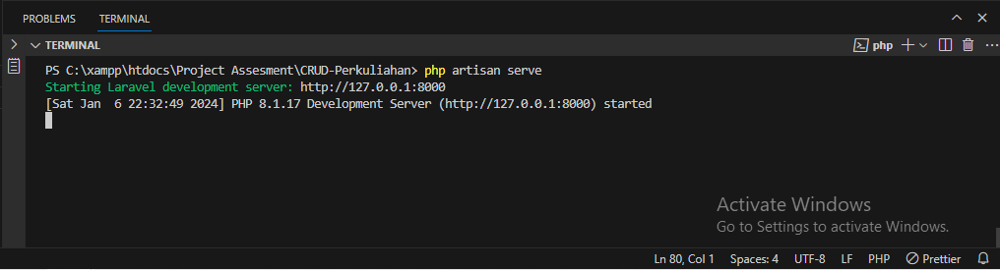 PROBLEMS TERMINAL
TERMINAL php
PS C:\xampp\htdocs\Project Assesment\CRUD-Perkuliahan> php artisan serve
Starting Laravel development server: http://127.0.0.1:8000
[Sat Jan  6 22:32:49 2024] PHP 8.1.17 Development Server (http://127.0.0.1:8000) started
Activate Windows
Go to Settings to activate Windows.
Ln 80, Col 1 Spaces: 4 UTF-8 LF PHP Prettier